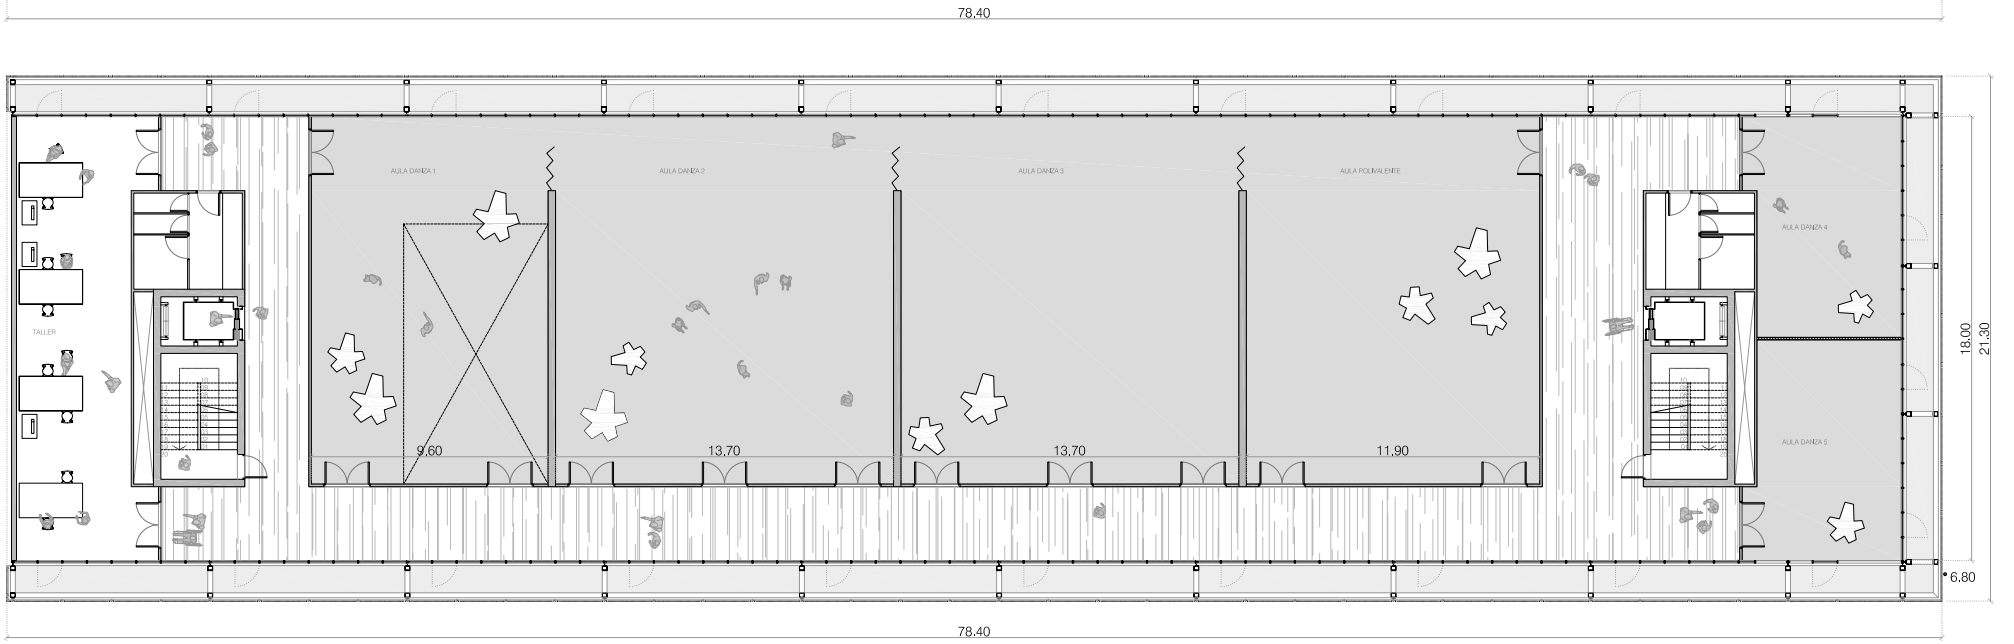 78.40
AULA DANZA 1
AULA DANZA 2
AULA DANZA 3
AULA POLIVALENTE
AULA DANZA 4
TALLER
18.00
21.30
AULA DANZA 5
9,60
13,70
13,70
11,90
6.80
78.40